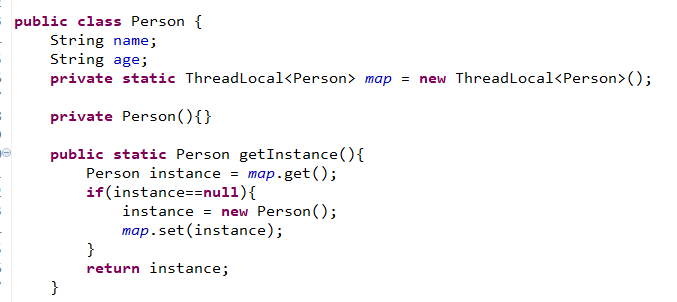 public class Person {
    String name;
    String age;
    private static ThreadLocal<Person> map = new ThreadLocal<Person>();

    private Person(){}

    public static Person getInstance(){
        Person instance = map.get();
        if(instance==null){
            instance = new Person();
            map.set(instance);
        }
        return instance;
    }